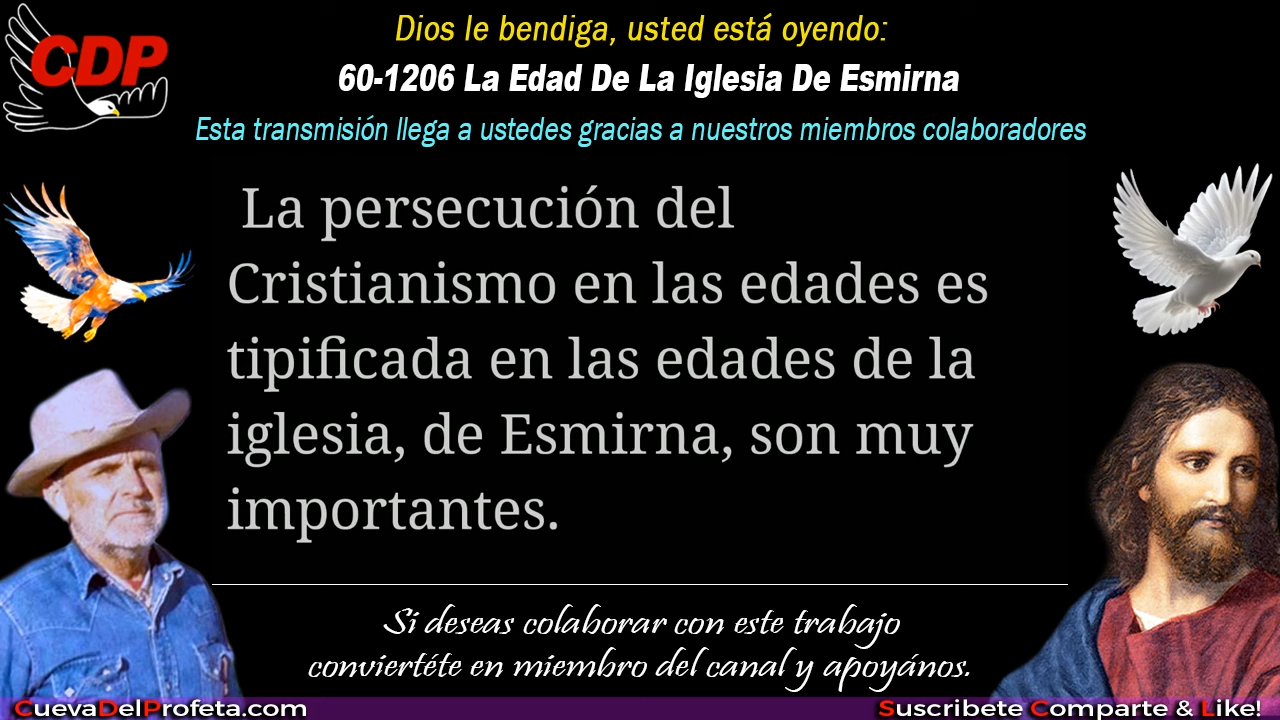 CDP
Dios le bendiga, usted está oyendo:
60-1206 La Edad De La Iglesia De Esmirna
Esta transmisión llega a ustedes gracias a nuestros miembros colaboradores
La persecución del
Cristianismo en las edades es
tipificada en las edades de la
iglesia, de Esmirna, son muy
importantes.
Si deseas colaborar con este trabajo
conviertéte en miembro del canal y apoyános.
CuevaDelProfeta.com
Suscribete Comparte & Like!